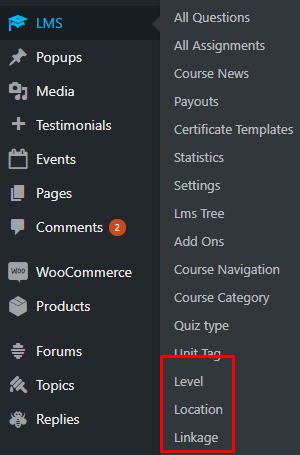 LMS
Popups
Media
Testimonials
Events
Pages
Comments 2
WOO
WooCommerce
Products
Forums
Topics
Replies
All Questions
All Assignments
Course News
Payouts
Certificate Templates
Statistics
Settings
Lms Tree
Add Ons
Course Navigation
Course Category
Quiz type
Unit Tag
Level
Location
Linkage